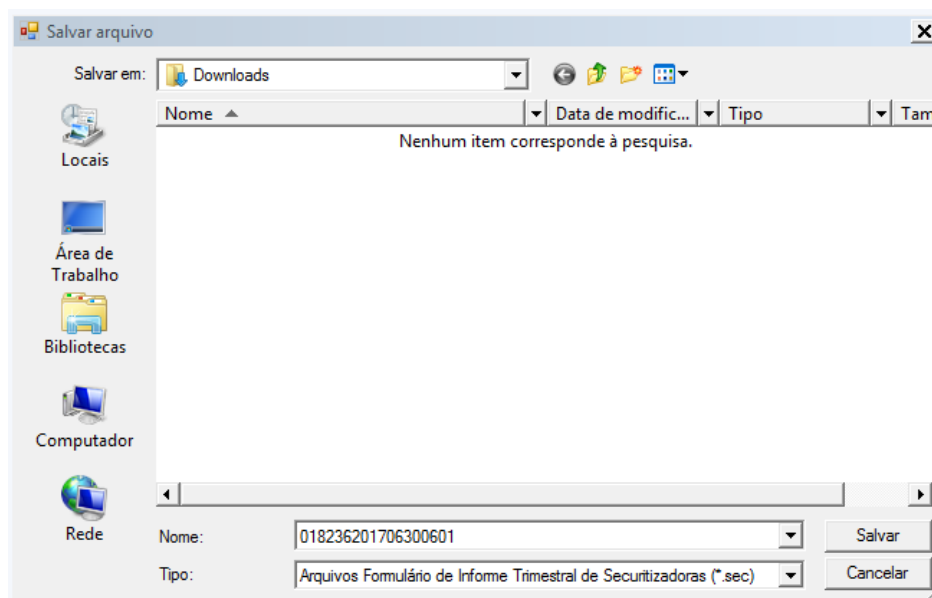 Salvar arquivo
Salvar em:
Downloads
Nome
Data de modific...
Tipo
Tam
Nenhum item corresponde à pesquisa.
Locais
Área de
Trabalho
Bibliotecas
Computador
Rede
Nome:
018236201706300601
Salvar
Tipo:
Arquivos Formulário de Informe Trimestral de Securitizadoras (*.sec)
Cancelar